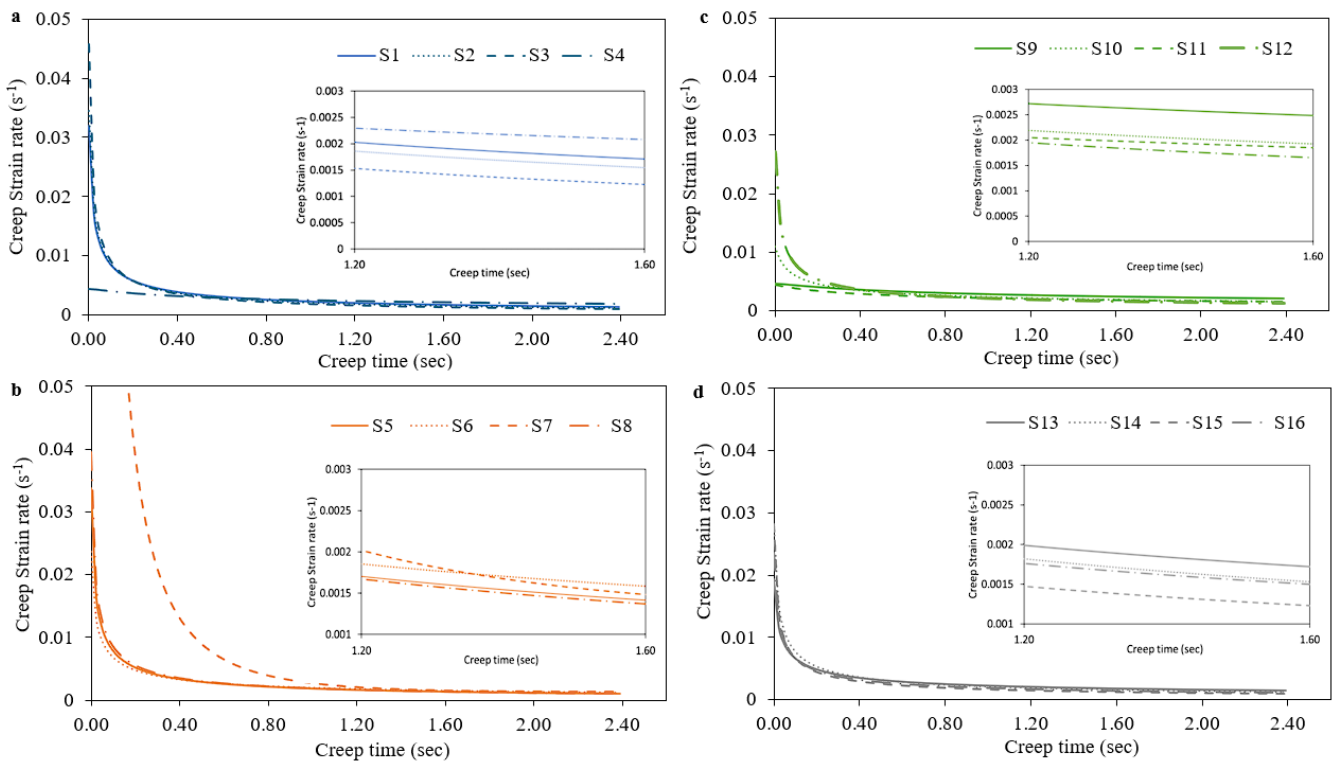 a
0.05
0.04
0.03
0.02
0.01
0
Creep Strain rate (s-1)
S1 S2 S3 S4
0.003
0.0025
0.002
0.0015
0.001
0.0005
0
Creep Strain rate (s-1)
1.20 1.60
Creep time (sec)
0.00 0.40 0.80 1.20 1.60 2.00 2.40
Creep time (sec)
c
0.05
0.04
0.03
0.02
0.01
0
Creep Strain rate (s-1)
S9 S10 S11 S12
0.003
0.0025
0.002
0.0015
0.001
0.0005
0
Creep Strain rate (s-1)
1.20 1.60
Creep time (sec)
0.00 0.40 0.80 1.20 1.60 2.00 2.40
Creep time (sec)
b
0.05
0.04
0.03
0.02
0.01
0
Creep Strain rate (s-1)
S5 S6 S7 S8
0.003
0.0025
0.002
0.0015
0.001
Creep Strain rate (s-1)
1.20 1.60
Creep time (sec)
0.00 0.40 0.80 1.20 1.60 2.00 2.40
Creep time (sec)
d
0.05
0.04
0.03
0.02
0.01
0
Creep Strain rate (s-1)
S13 S14 S15 S16
0.003
0.0025
0.002
0.0015
0.001
Creep Strain rate (s-1)
1.20 1.60
Creep time (sec)
0.00 0.40 0.80 1.20 1.60 2.00 2.40
Creep time (sec)